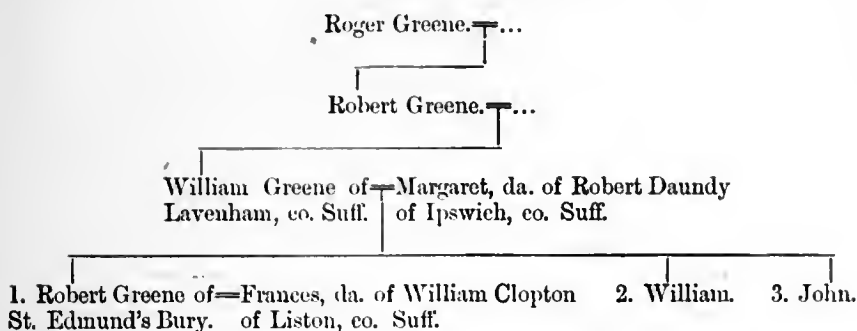 Roger Greene.=...
Robert Greene.=...
William Greene of=Margaret, da. of Robert Daundy
Lavenham, co. Suff. of Ipswich, co. Suff.
1. Robert Greene of=Frances, da. of William Clopton 2. William. 3. John.
St. Edmund's Bury. of Liston, co. Suff.